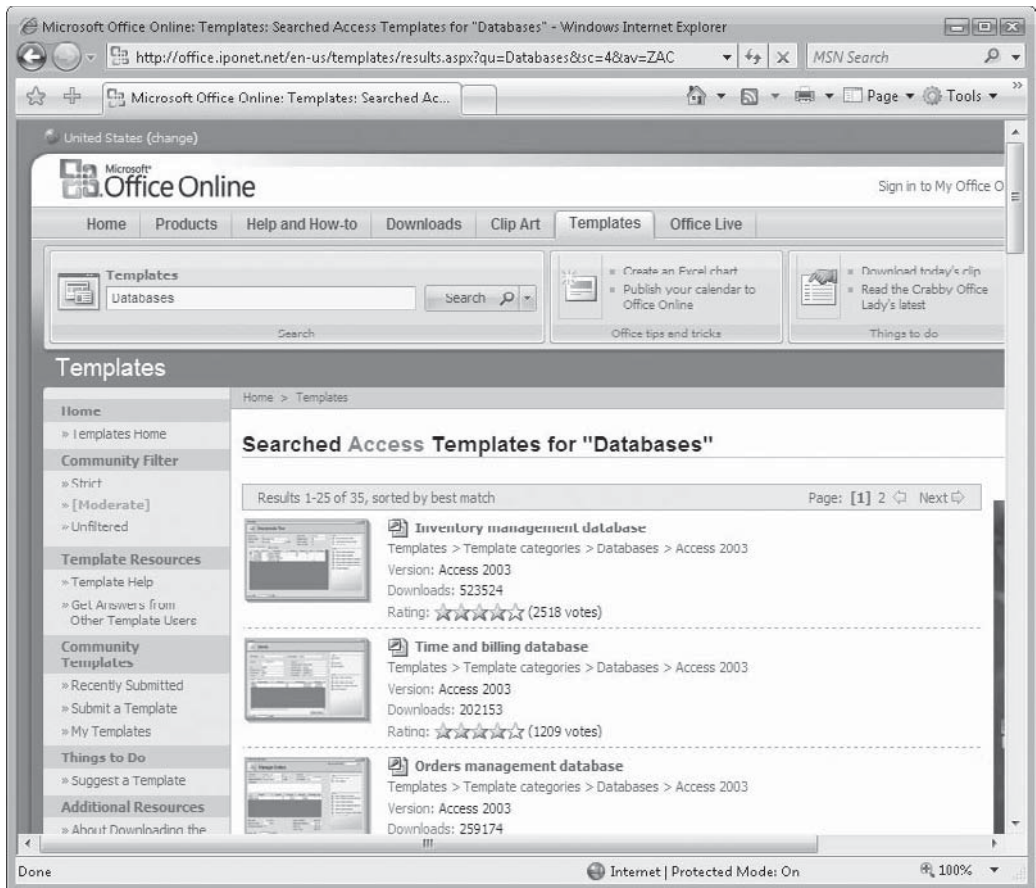 Microsoft Office Online: Templates: Searched Access Templates for "Databases" - Windows Internet Explorer
http://office.iponet.net/en-us/templates/results.aspx?qu=Databases&sc=4&av=ZAC
MSN Search
Microsoft Office Online: Templates: Searched Ac...
Page
Tools
»
United States (change)
Microsoft
Office Online
Sign in to My Office O
Home Products Help and How-to Downloads Clip Art Templates Office Live
Templates
Databases
Search
Search
Create an Excel chart
Publish your calendar to
Office Online
Office tips and tricks
Download today's clip
Read the Crabby Office
Lady's latest
Things to do
Templates
Home
» Templates Home
Community Filter
» Strict
» [Moderate]
» Unfiltered
Template Resources
» Template Help
» Get Answers from
Other Template Users
Community
Templates
» Recently Submitted
» Submit a Template
» My Templates
Things to Do
» Suggest a Template
Additional Resources
» About Downloading the
Home > Templates
Searched Access Templates for "Databases"
Results 1-25 of 35, sorted by best match
Page: [1] 2 Next
Inventory management database
Templates > Template categories > Databases > Access 2003
Version: Access 2003
Downloads: 523524
Rating: (2518 votes)
Time and billing database
Templates > Template categories > Databases > Access 2003
Version: Access 2003
Downloads: 202153
Rating: (1209 votes)
Orders management database
Templates > Template categories > Databases > Access 2003
Version: Access 2003
Downloads: 259174
Done
Internet | Protected Mode: On
100%